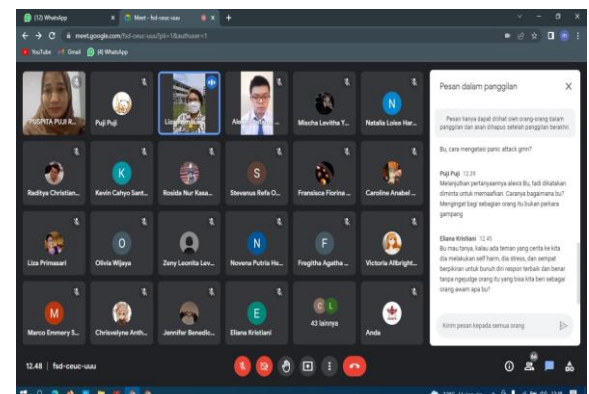 (12) WhatsApp
Meet - fsd-ceuc-uuu
meet.google.com/fsd-ceuc-uuu?pli=1&authuser=1
YouTube
Gmail
(4) WhatsApp
PUSPITA PUJI R...
Puji Puji
Mischa Levitha Y...
Natalis Loise Har...
N
Raditya Christian...
Kevin Cahyo Sant...
K
Rosida Nur Kasa...
Stevanus Refa O...
S
Fransisca Fiorina ...
Caroline Anabel ...
Liza Primasari
Olivia Wijaya
O
Zeny Leonita Lev...
Novena Putria He...
N
Fregitha Agatha ...
F
Victoria Allbright...
Marco Emmery S...
M
Chrisvelyne Anth...
Jennifer Benedic...
Eliana Kristiani
E
43 lainnya
C L
Anda
Pesan dalam panggilan
Pesan hanya dapat dilihat oleh orang-orang dalam
panggilan dan akan dihapus setelah panggilan berakhir.
Bu, cara mengatasi panic attack gmn?
Puji Puji 12.39
Melanjutkan pertanyaannya alexis Bu, tadi dikatakan
diminta untuk memaafkan. Caranya bagaimana bu?
Mengingat bagi sebagian orang itu bukan perkara
gampang
Eliana Kristiani 12.45
Bu mau tanya, kalau ada teman yang cerita ke kita
dia melakukan self harm, dia stress, dan sempat
berpikiran untuk bunuh diri respon terbaik dan benar
tanpa ngejudge orang itu yang bisa kita beri sebagai
orang awam apa bu?
Kirim pesan kepada semua orang
12.48 | fsd-ceuc-uuu